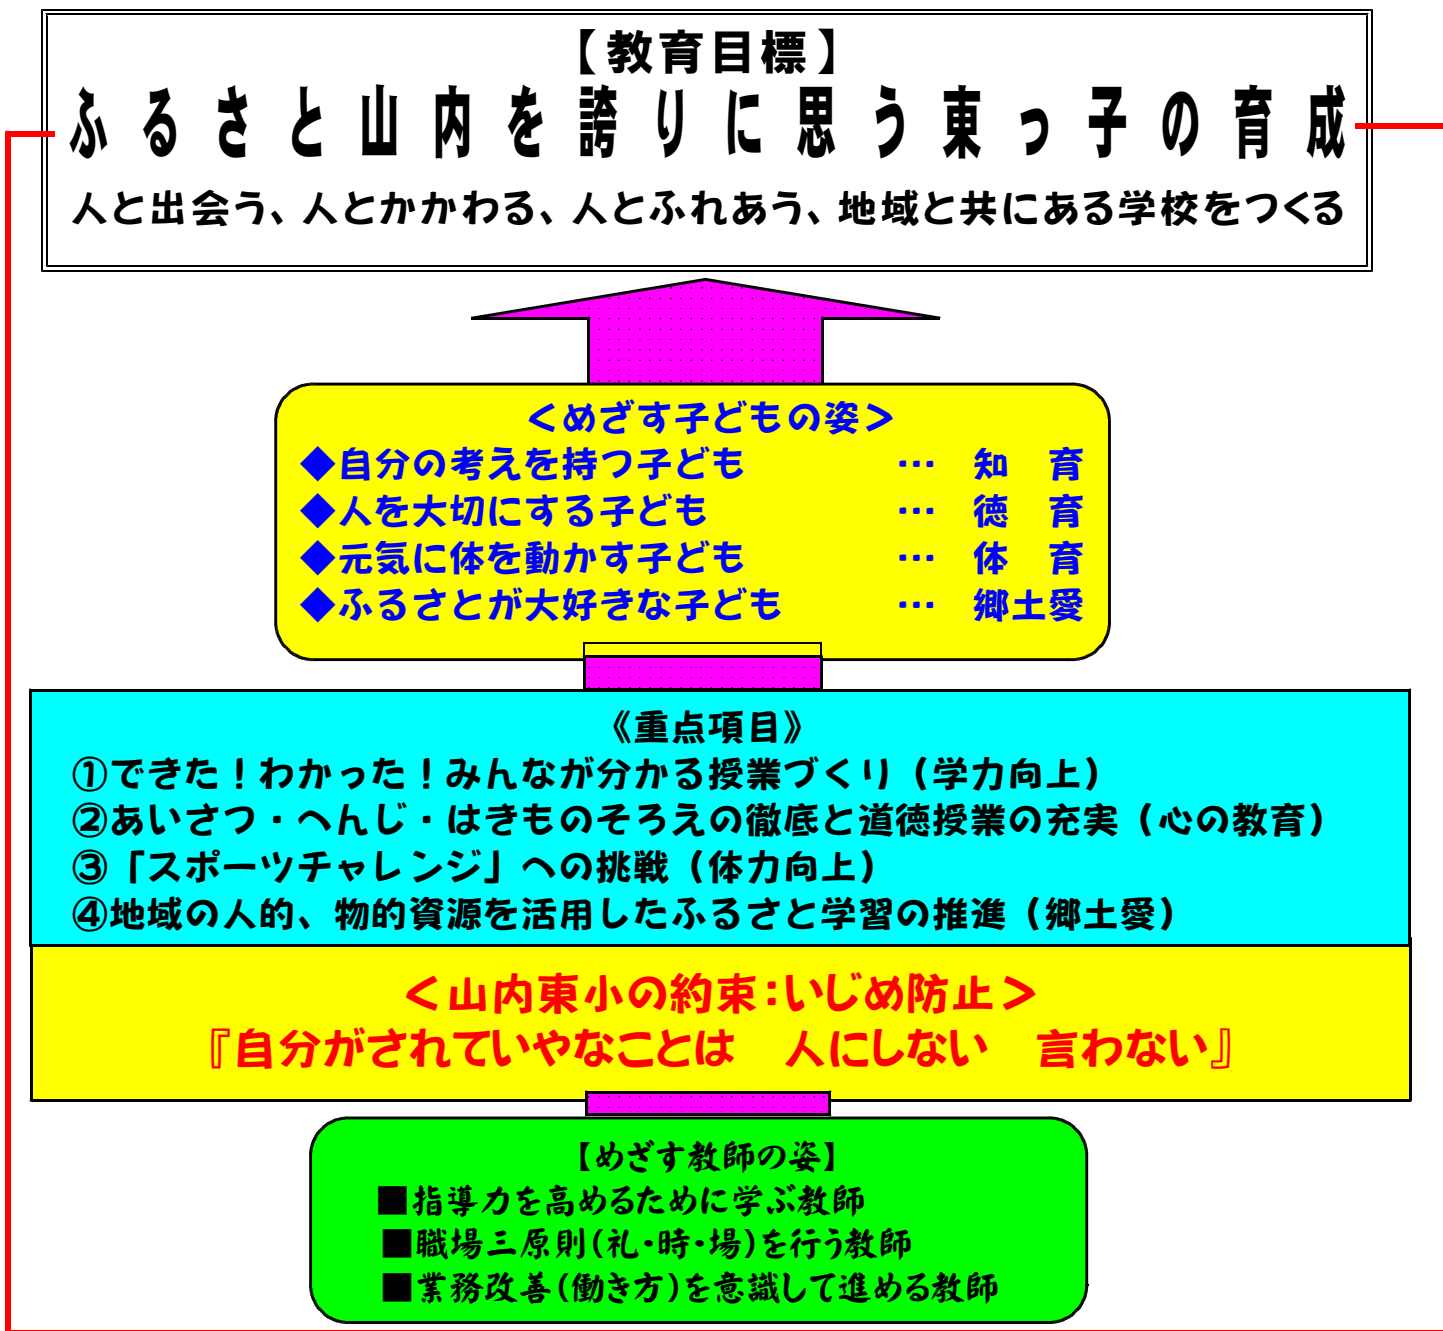 【教育目標】
ふるさと山内を誇りに思う東っ子の育成
人と出会う、人とかかわる、人とふれあう、地域と共にある学校をつくる
＜めざす子どもの姿＞
◆自分の考えを持つ子ども　…　知　育
◆人を大切にする子ども　…　徳　育
◆元気に体を動かす子ども　…　体　育
◆ふるさとが大好きな子ども　…　郷土愛
《重点項目》
①できた！わかった！みんなが分かる授業づくり（学力向上）
②あいさつ・へんじ・はきものそろえの徹底と道徳授業の充実（心の教育）
③「スポーツチャレンジ」への挑戦（体力向上）
④地域の人的、物的資源を活用したふるさと学習の推進（郷土愛）
＜山内東小の約束：いじめ防止＞
『自分がされていやなことは　人にしない　言わない』
【めざす教師の姿】
■指導力を高めるために学ぶ教師
■職場三原則（礼・時・場）を行う教師
■業務改善（働き方）を意識して進める教師